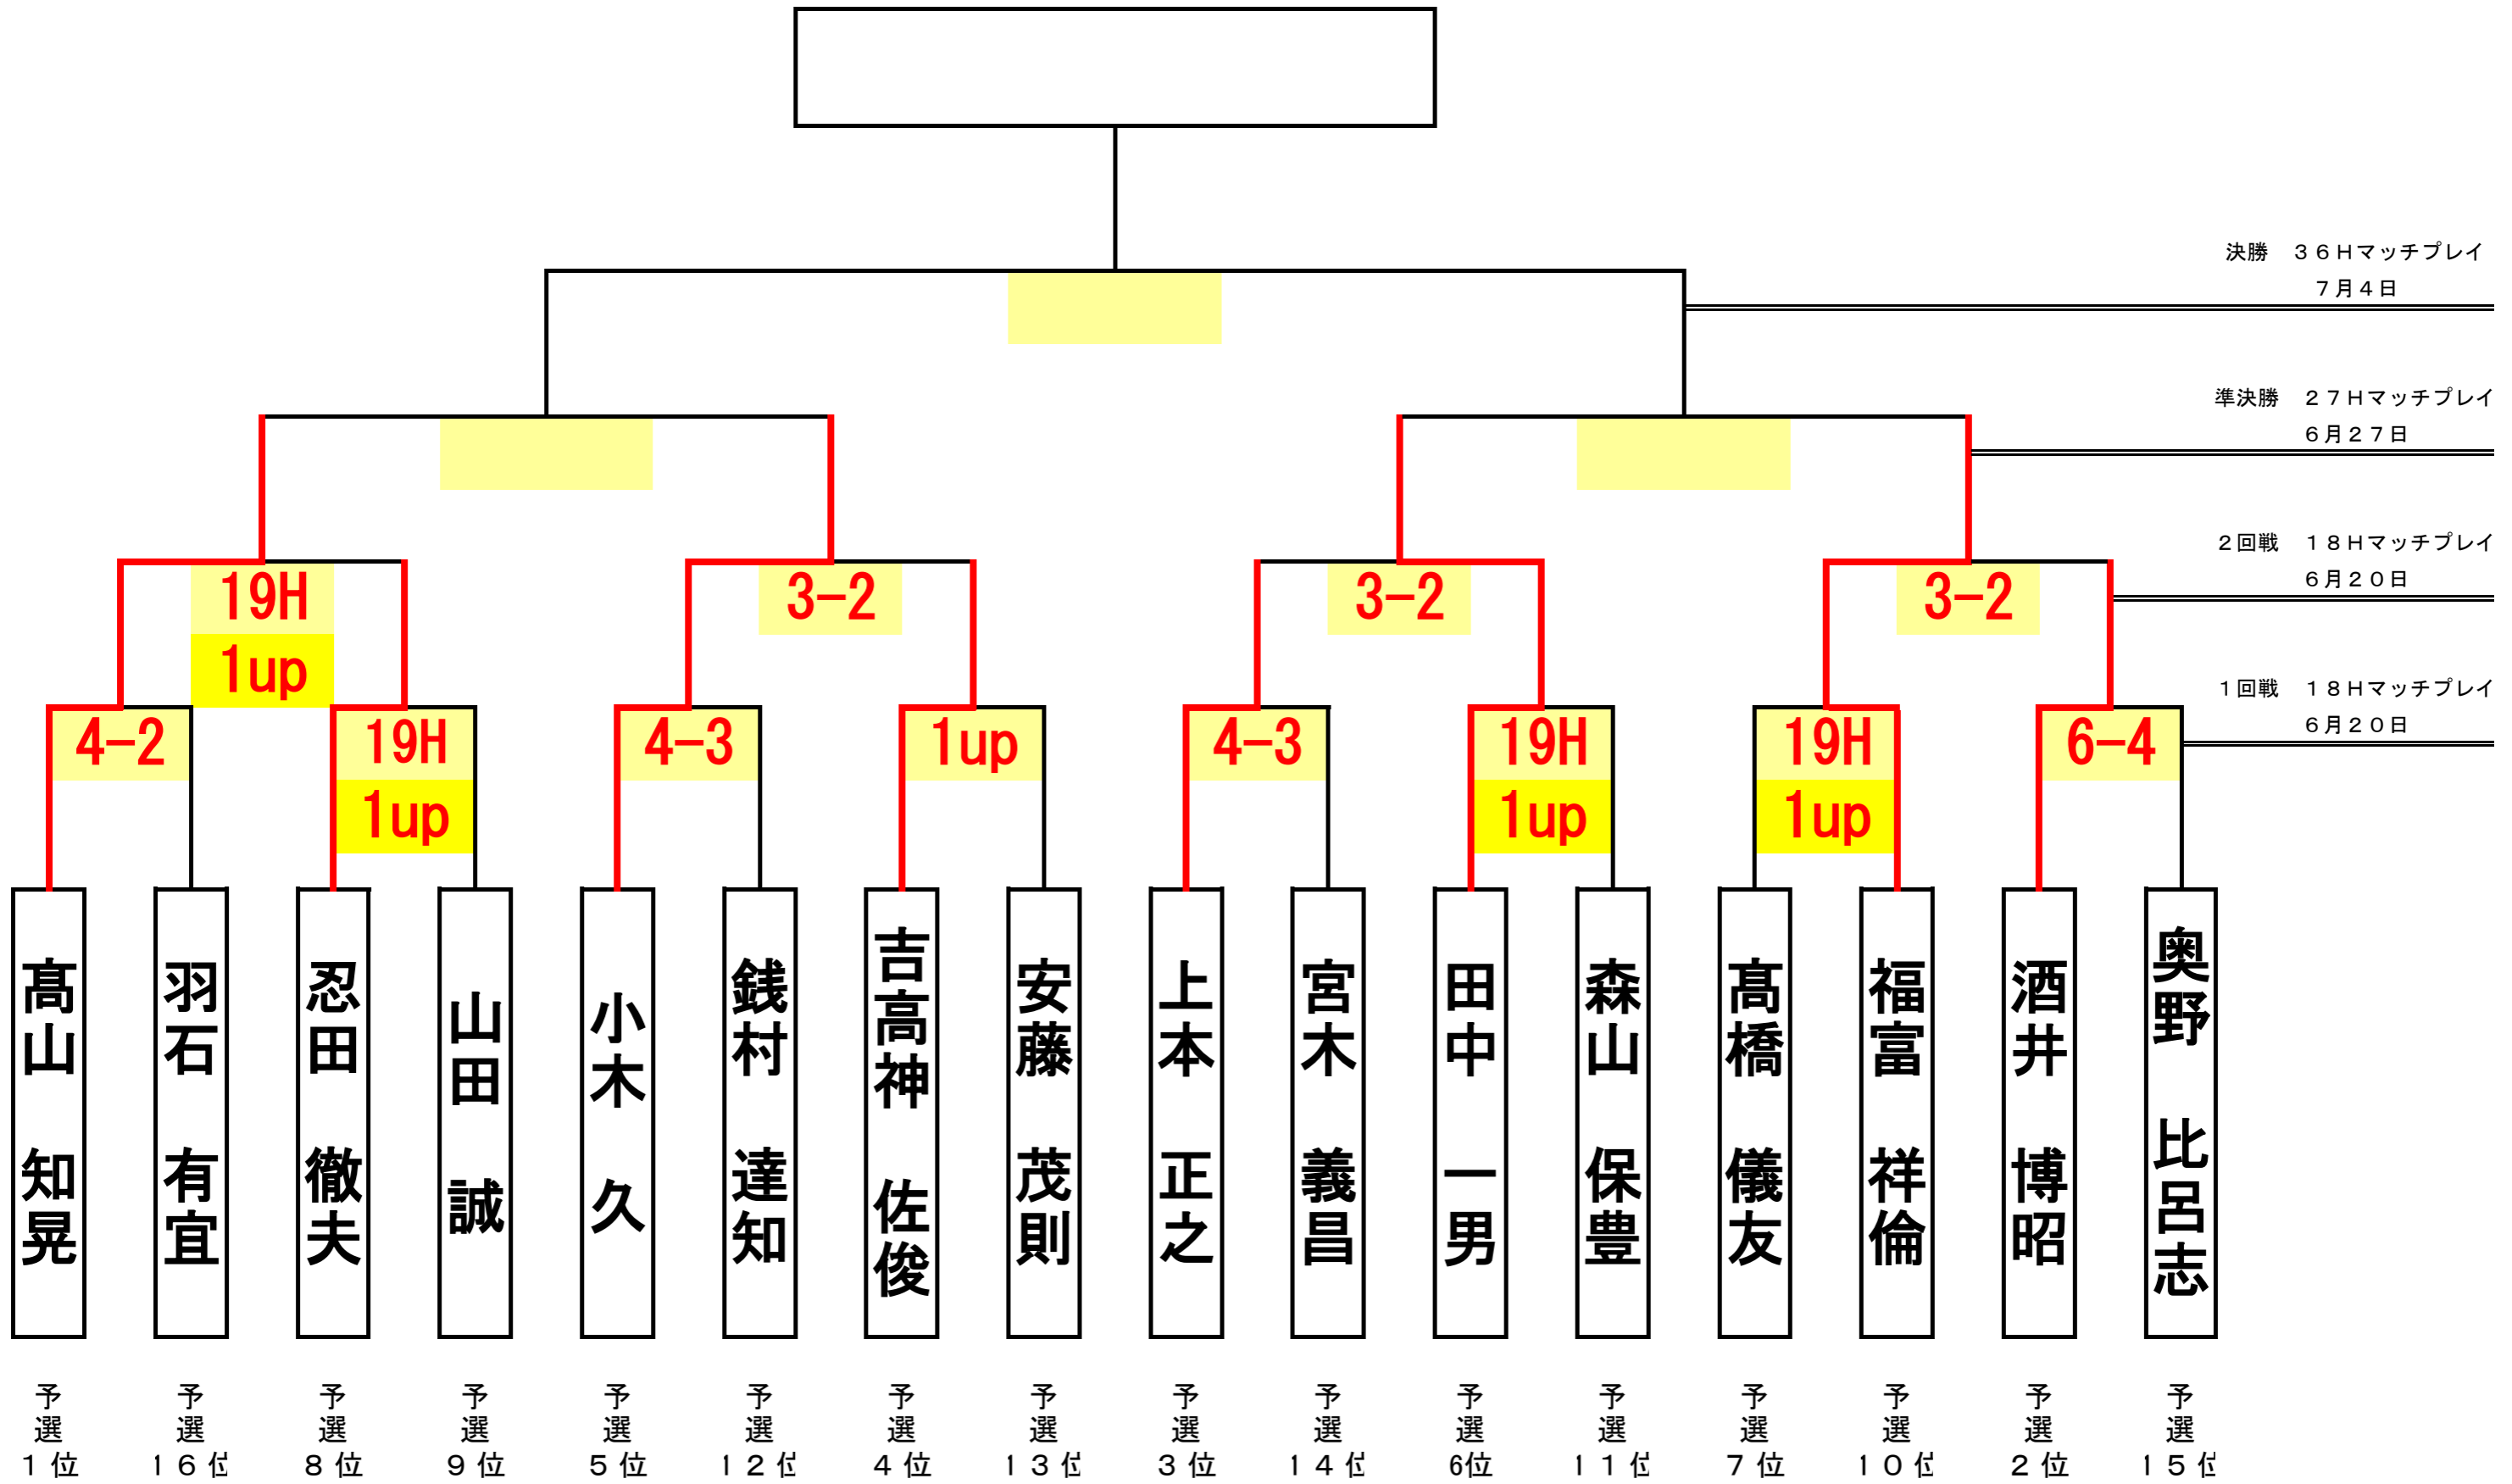 決勝　３６Ｈマッチプレイ
７月４日
準決勝　２７Ｈマッチプレイ
６月２７日
２回戦　１８Ｈマッチプレイ
６月２０日
19H
3−2
3−2
3−2
1up
１回戦　１８Ｈマッチプレイ
６月２０日
4−2
19H
4−3
1up
4−3
19H
19H
6−4
1up
1up
1up
髙山　知晃
羽石　有宜
忍田　徹夫
山田　誠
小木　久
銭村　達知
吉高神　佐俊
安藤　茂則
上本　正之
宮木　義昌
田中　一男
森山　保豊
髙橋　儀友
福富　祥倫
酒井　博昭
奥野　比呂志
予選１位
予選１６位
予選８位
予選９位
予選５位
予選１２位
予選４位
予選１３位
予選３位
予選１４位
予選6位
予選１１位
予選７位
予選１０位
予選２位
予選１５位